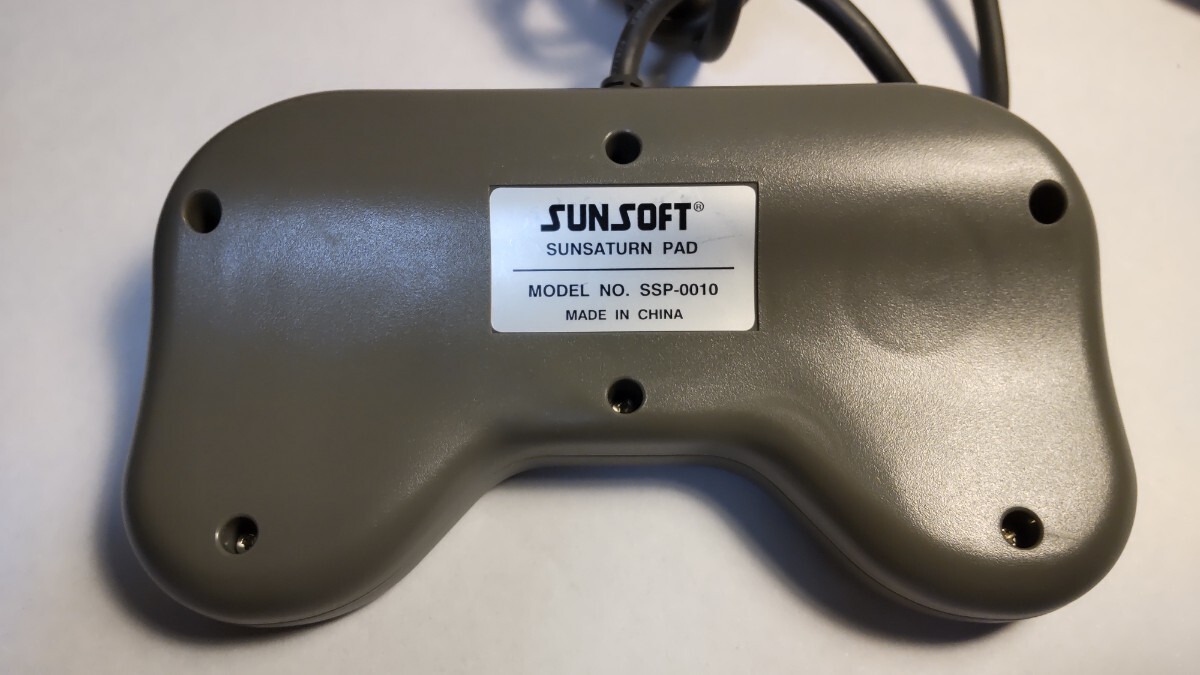 SUNSOFT®
SUNSATURN PAD
MODEL NO. SSP-0010
MADE IN CHINA